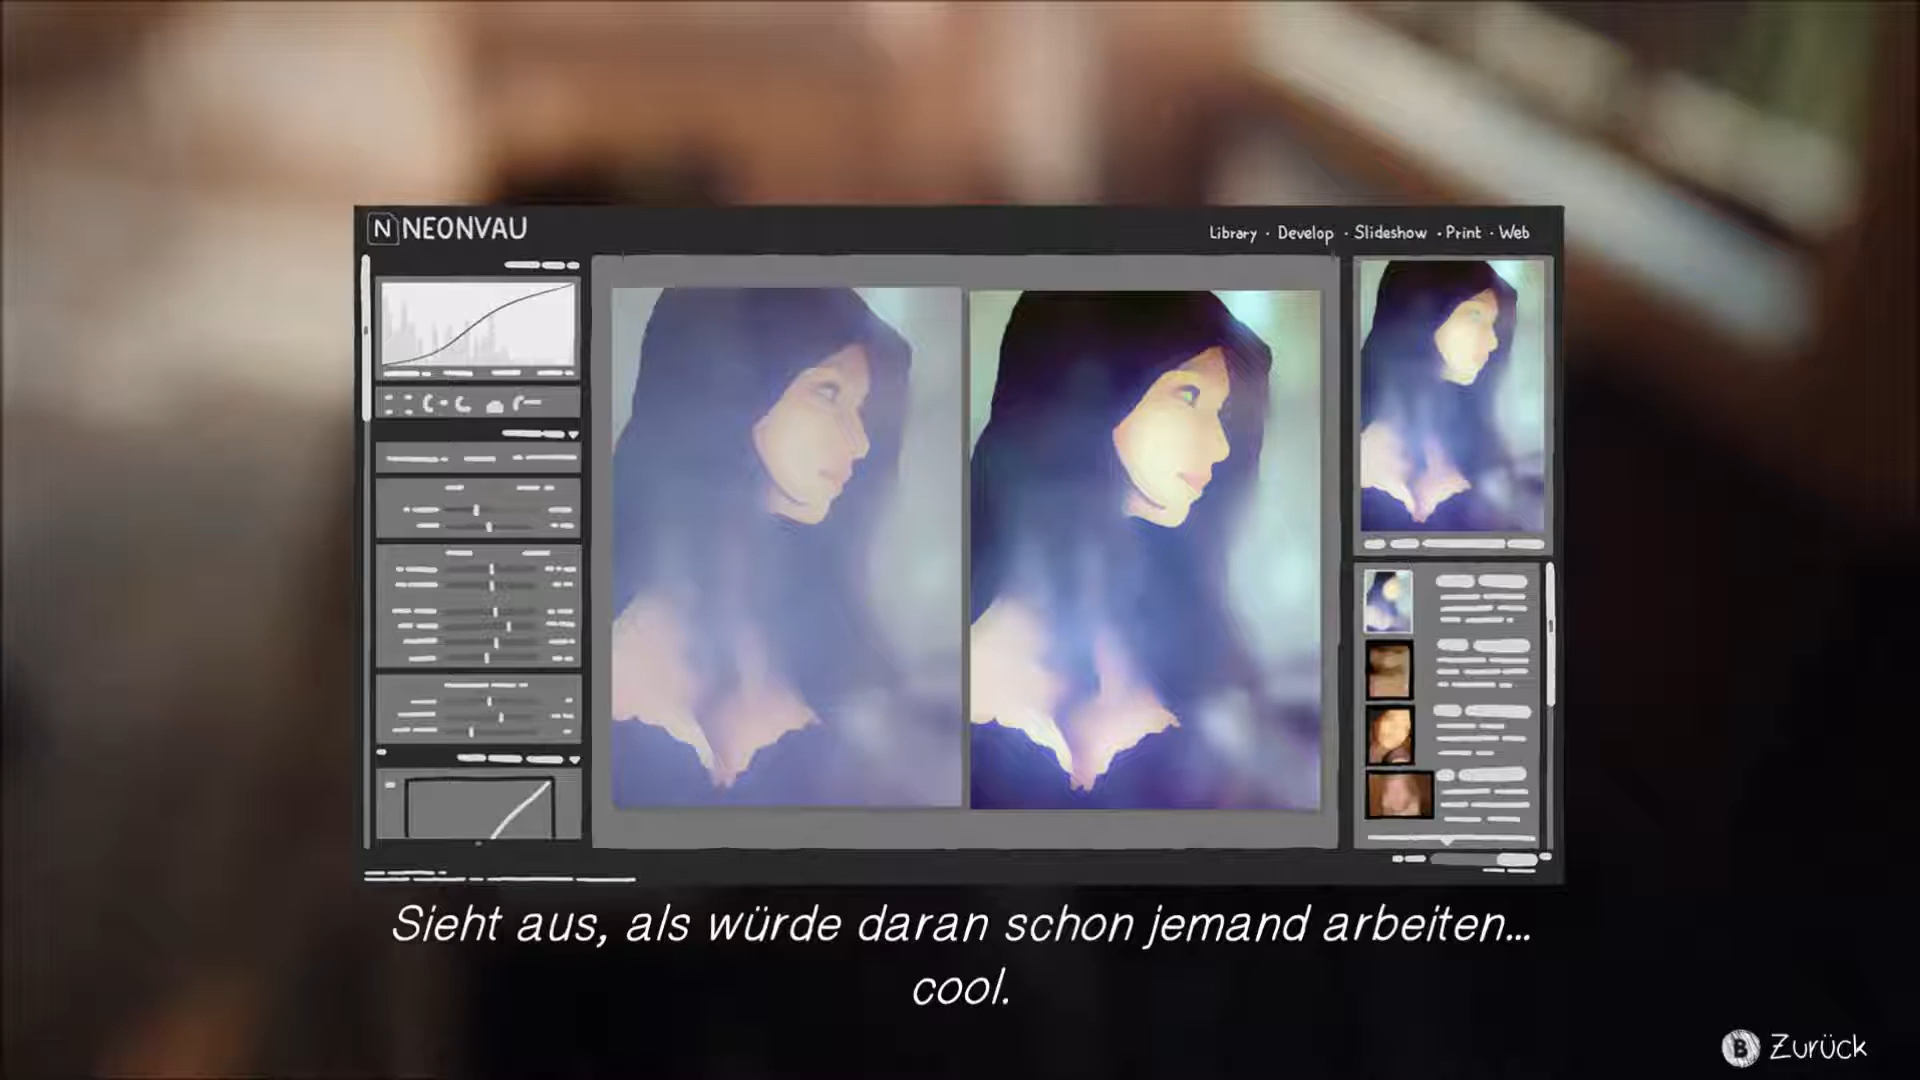 N NEONVAU
Library · Develop · Slideshow · Print · Web
Sieht aus, als würde daran schon jemand arbeiten...
cool.
B Zurück